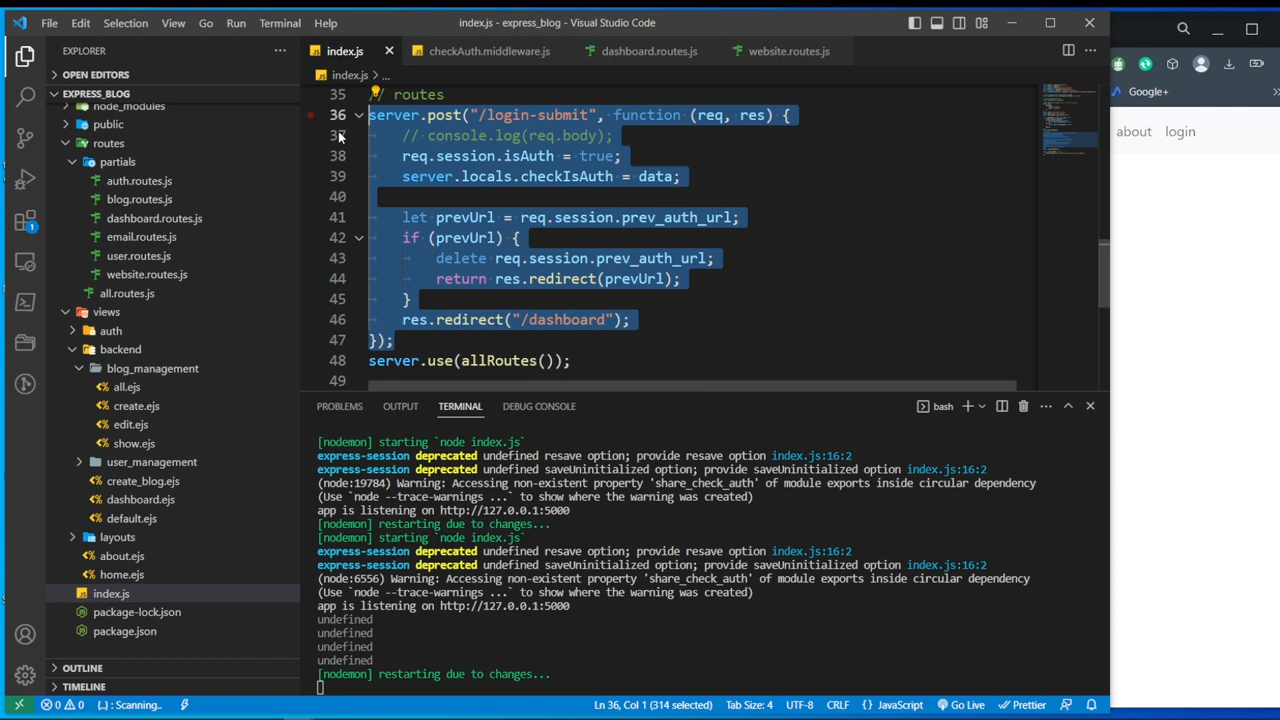 File Edit Selection View Go Run Terminal Help
index.js - express_blog - Visual Studio Code
EXPLORER
OPEN EDITORS
EXPRESS_BLOG
node_modules
public
routes
partials
auth.routes.js
blog.routes.js
dashboard.routes.js
email.routes.js
user.routes.js
website.routes.js
all.routes.js
views
auth
backend
blog_management
all.ejs
create.ejs
edit.ejs
show.ejs
user_management
create_blog.ejs
dashboard.ejs
default.ejs
layouts
about.ejs
home.ejs
index.js
package-lock.json
package.json
OUTLINE
TIMELINE
1
index.js checkAuth.middleware.js dashboard.routes.js website.routes.js
index.js > ...
35 // routes
36 server.post("/login-submit", function (req, res) {
// console.log(req.body);
38 req.session.isAuth = true;
39 server.locals.checkIsAuth = data;
40
41 let prevUrl = req.session.prev_auth_url;
42 if (prevUrl) {
43 delete req.session.prev_auth_url;
44 return res.redirect(prevUrl);
45 }
46 res.redirect("/dashboard");
47 });
48 server.use(allRoutes());
49
PROBLEMS OUTPUT TERMINAL DEBUG CONSOLE
bash
[nodemon] starting `node index.js`
express-session deprecated undefined resave option; provide resave option index.js:16:2
express-session deprecated undefined saveUninitialized option; provide saveUninitialized option index.js:16:2
(node:19784) Warning: Accessing non-existent property 'share_check_auth' of module exports inside circular dependency
(Use `node --trace-warnings ...` to show where the warning was created)
app is listening on http://127.0.0.1:5000
[nodemon] restarting due to changes...
[nodemon] starting `node index.js`
express-session deprecated undefined resave option; provide resave option index.js:16:2
express-session deprecated undefined saveUninitialized option; provide saveUninitialized option index.js:16:2
(node:6556) Warning: Accessing non-existent property 'share_check_auth' of module exports inside circular dependency
(Use `node --trace-warnings ...` to show where the warning was created)
app is listening on http://127.0.0.1:5000
undefined
undefined
undefined
undefined
[nodemon] restarting due to changes...
0 0 {..}: Scanning.. Ln 36, Col 1 (314 selected) Tab Size: 4 UTF-8 CRLF JavaScript Go Live Prettier
Google+
about login